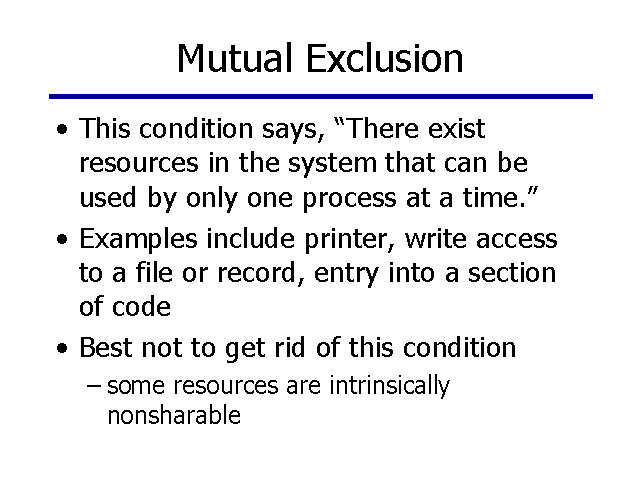 Mutual Exclusion
• This condition says, “There exist
resources in the system that can be
used by only one process at a time.”
• Examples include printer, write access
to a file or record, entry into a section
of code
• Best not to get rid of this condition
– some resources are intrinsically
nonsharable